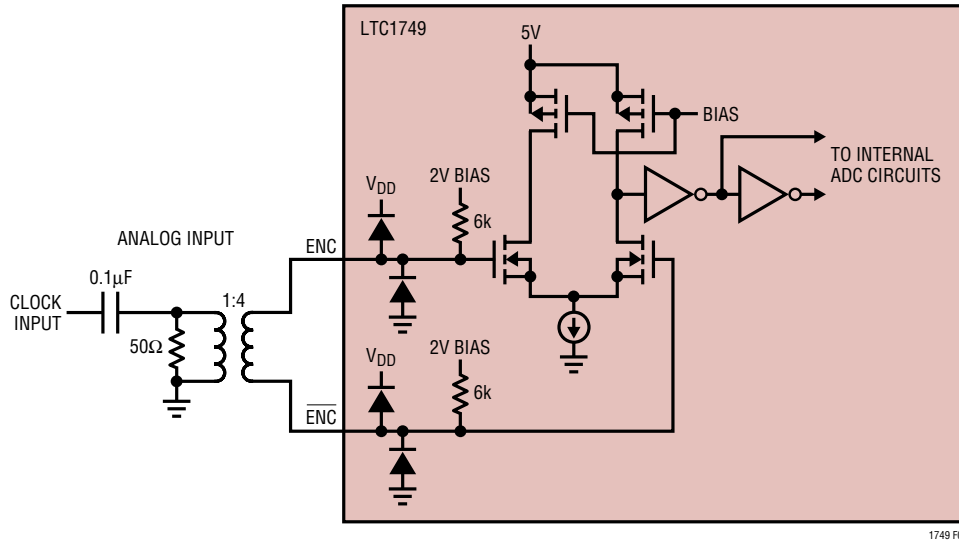 LTC1749
5V
BIAS
TO INTERNAL
ADC CIRCUITS
VDD
2V BIAS
6k
ANALOG INPUT
ENC
0.1μF
1:4
CLOCK
INPUT
50Ω
VDD
2V BIAS
6k
ENC